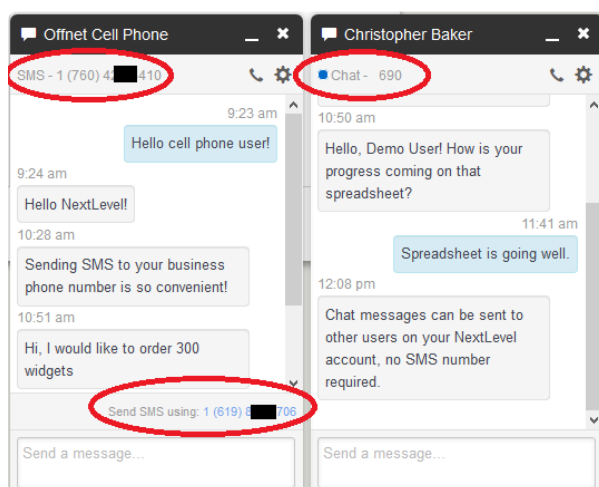 Offnet Cell Phone
SMS - 1 (760) 42 410
9:23 am
Hello cell phone user!
9:24 am
Hello NextLevel!
10:28 am
Sending SMS to your business
phone number is so convenient!
10:51 am
Hi, I would like to order 300
widgets
Send SMS using: 1 (619) 8 706
Send a message...
Christopher Baker
Chat - 690
10:50 am
Hello, Demo User! How is your
progress coming on that
spreadsheet?
11:41 am
Spreadsheet is going well.
12:08 pm
Chat messages can be sent to
other users on your NextLevel
account, no SMS number
required.
Send a message...